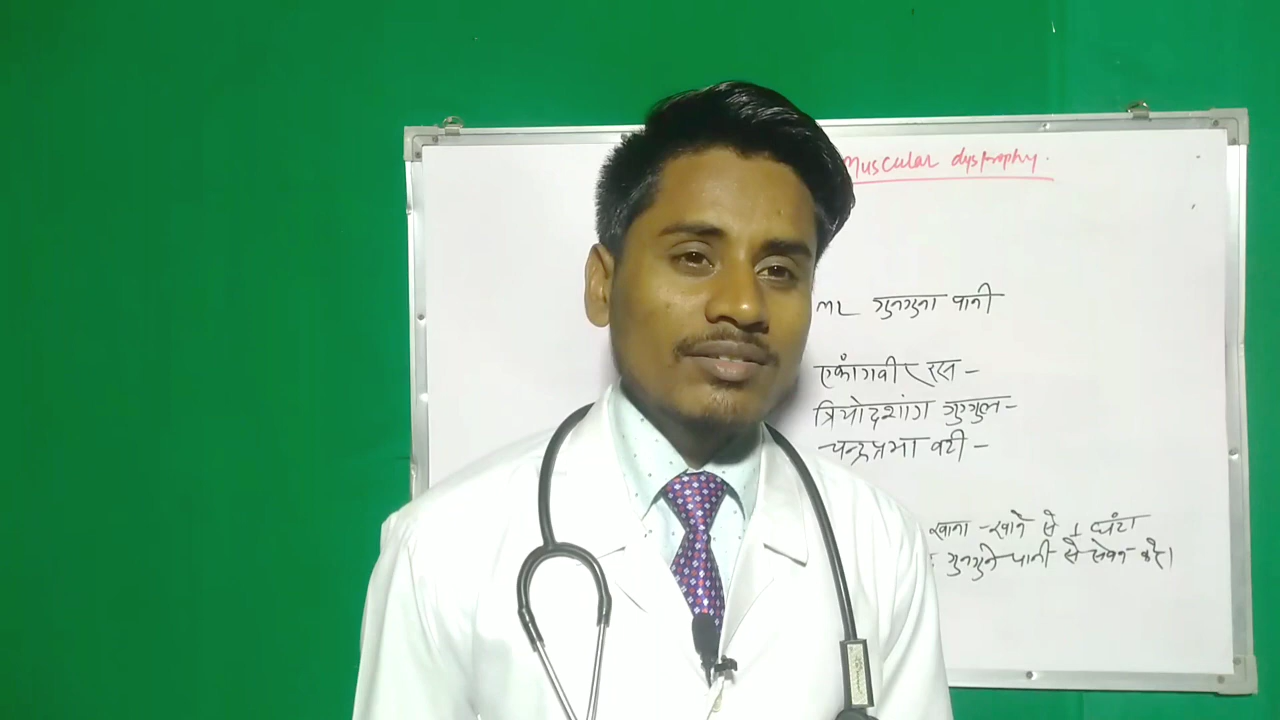 Muscular dystrophy.
ML गुनगुना पानी
एकांगवीर रस -
त्रियोदशांग गुग्गुल -
चन्द्रप्रभा वटी -
खाना - खाने से 1 घंटा
: गुनगुने पानी से सेवन करे।